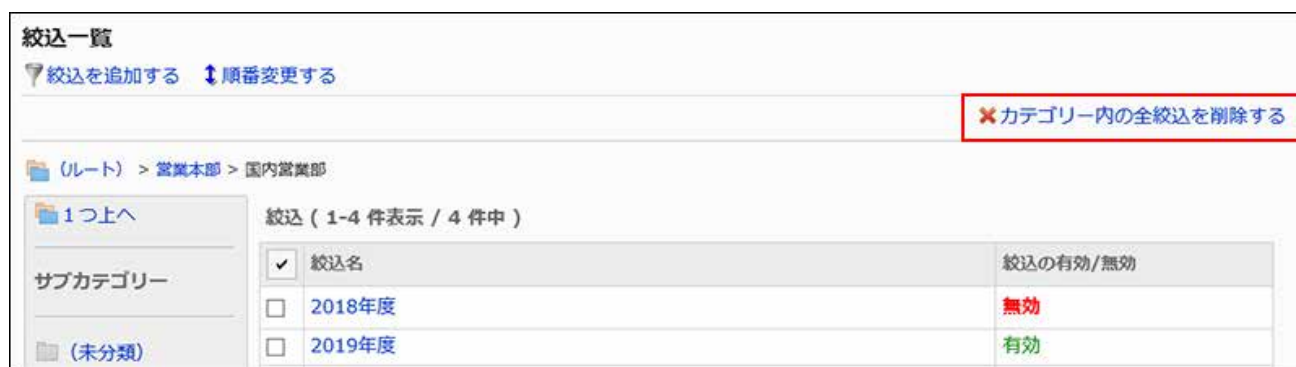 絞込一覧
絞込を追加する 順番変更する
カテゴリー内の全絞込を削除する
（ルート） > 営業本部 > 国内営業部
1つ上へ
サブカテゴリー
（未分類）
絞込 ( 1-4 件表示 / 4 件中 )
絞込名 絞込の有効/無効
2018年度 無効
2019年度 有効